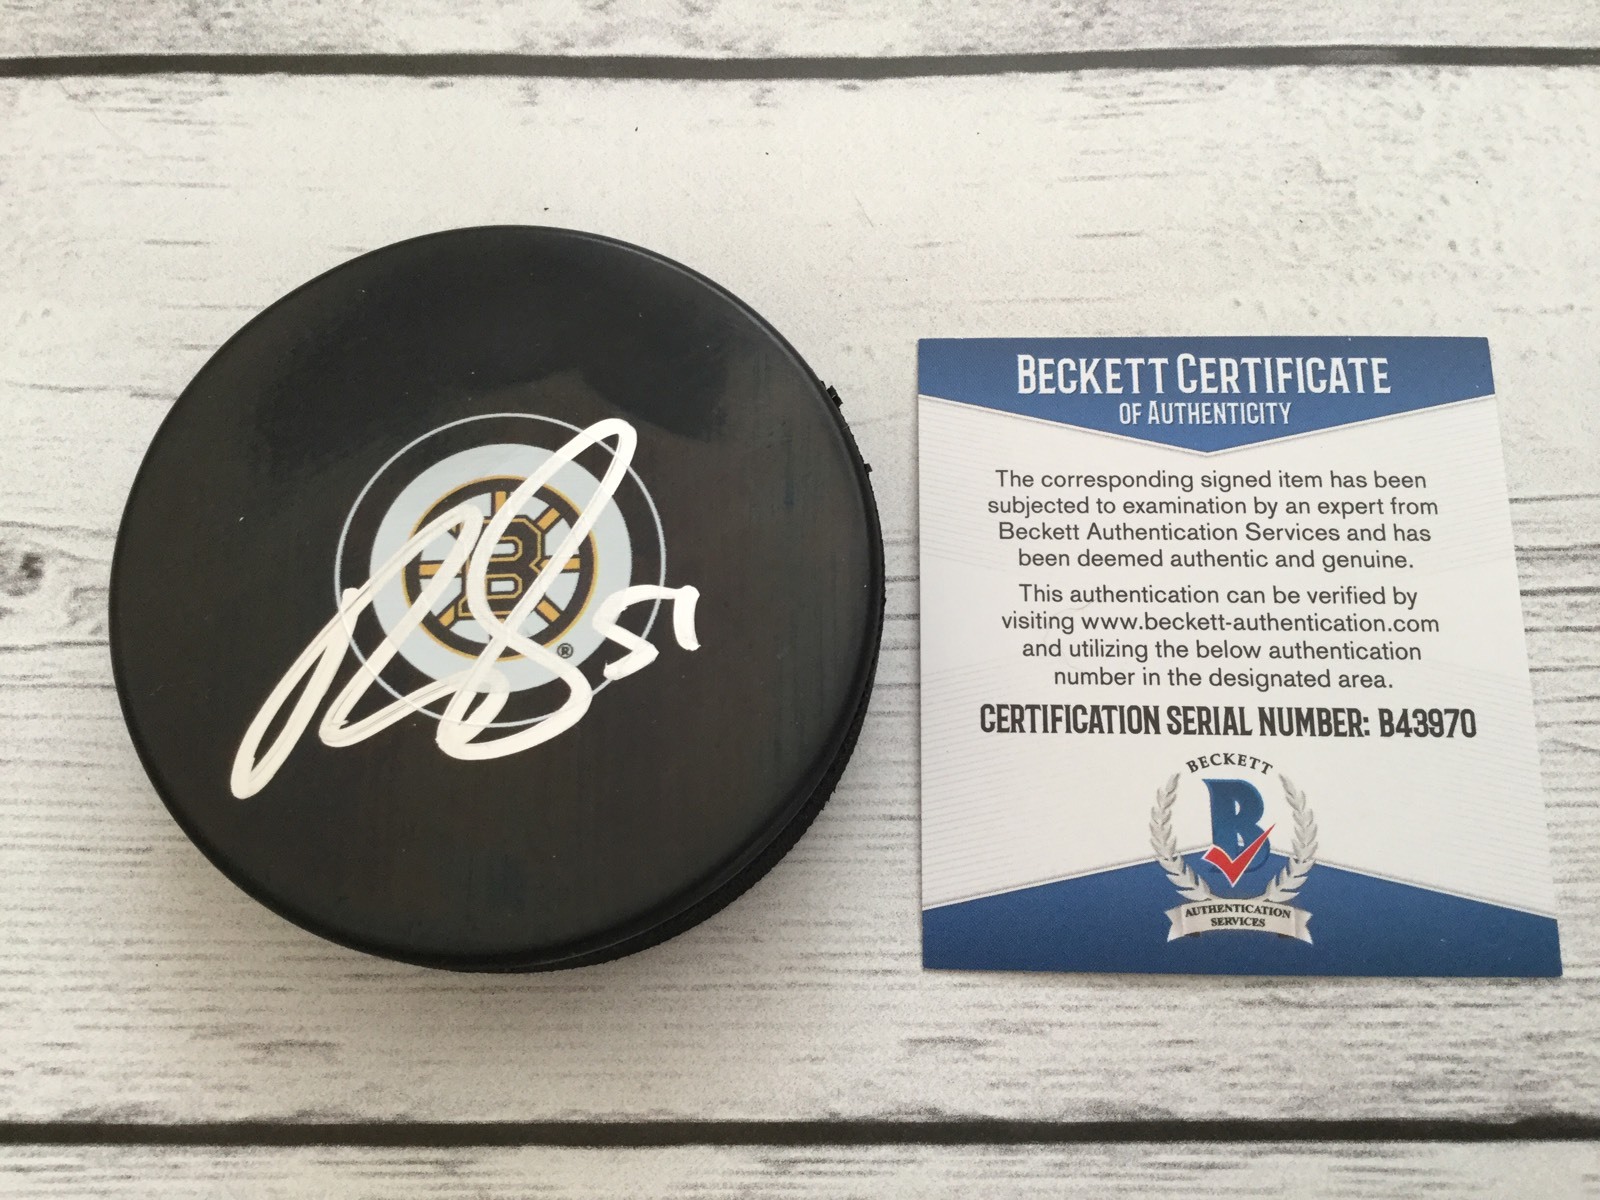 B
®
51
BECKETT CERTIFICATE
OF AUTHENTICITY
The corresponding signed item has been
subjected to examination by an expert from
Beckett Authentication Services and has
been deemed authentic and genuine.
This authentication can be verified by
visiting www.beckett-authentication.com
and utilizing the below authentication
number in the designated area.
CERTIFICATION SERIAL NUMBER: B43970
BECKETT
B
AUTHENTICATION
SERVICES